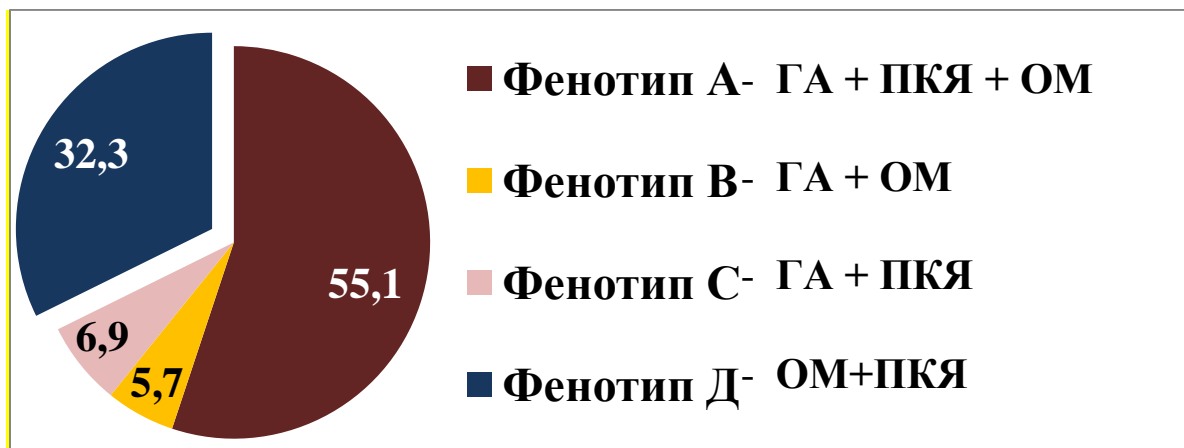 32,3
55,1
6,9
5,7
Фенотип А- ГА + ПКЯ + ОМ
Фенотип В- ГА + ОМ
Фенотип С- ГА + ПКЯ
Фенотип Д- ОМ+ПКЯ